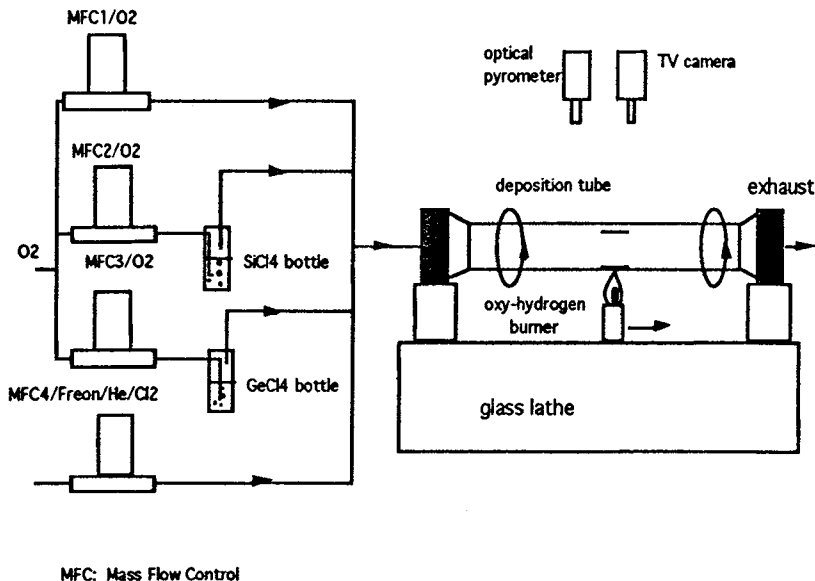 MFC1/O2
optical
pyrometer
TV camera
MFC2/O2
deposition tube
exhaust
O2
MFC3/O2
SiCl4 bottle
oxy-hydrogen
burner
MFC4/Freon/He/Cl2
GeCl4 bottle
glass lathe
MFC: Mass Flow Control